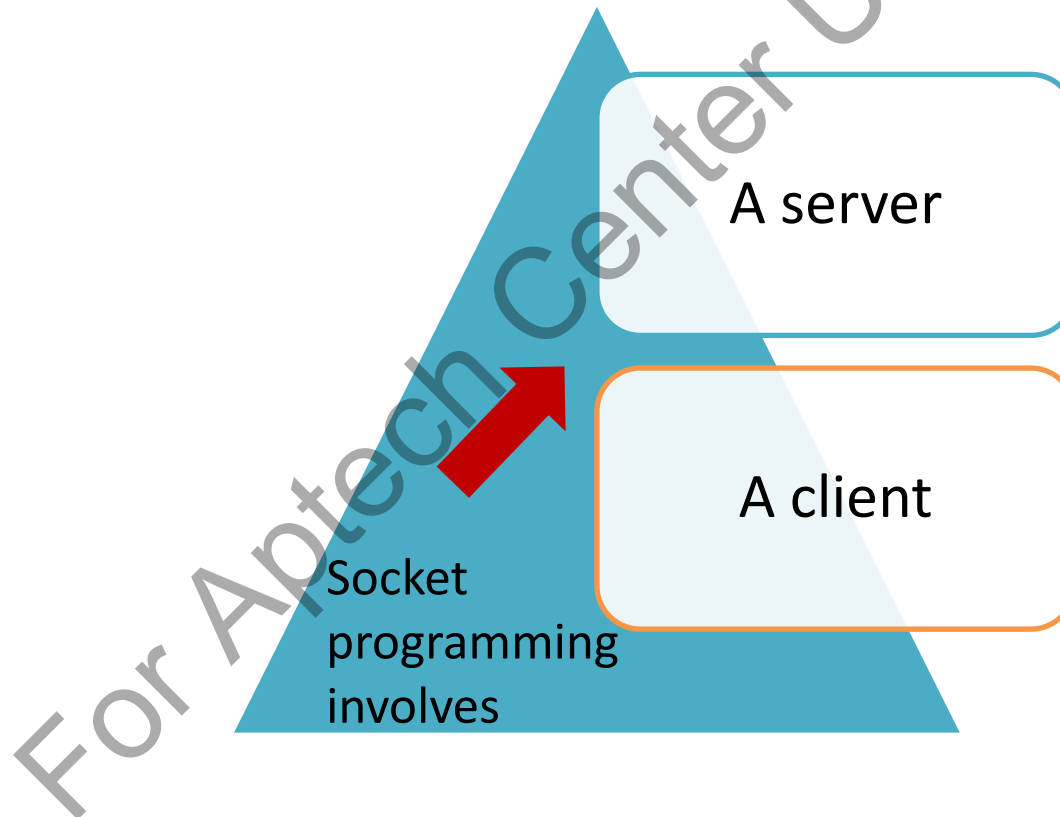 A server
A client
Socket
programming
involves
For Aptech Center U